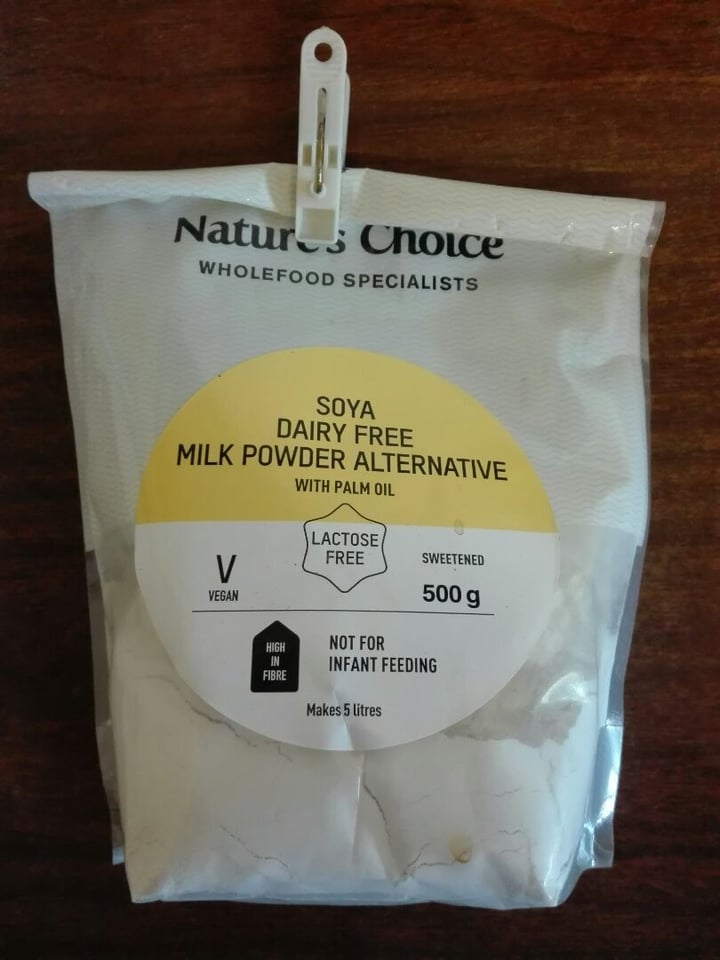 Nature's Choice
WHOLEFOOD SPECIALISTS
SOYA
DAIRY FREE
MILK POWDER ALTERNATIVE
WITH PALM OIL
LACTOSE
FREE
V
VEGAN
SWEETENED
500 g
HIGH
IN
FIBRE
NOT FOR
INFANT FEEDING
Makes 5 litres